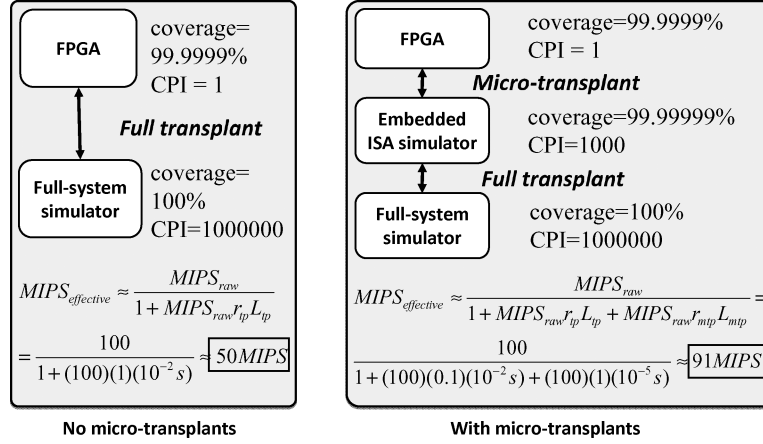 FPGA
coverage=
99.9999%
CPI = 1
Full transplant
Full-system
simulator
coverage=
100%
CPI=1000000
MIPS_effective ≈ MIPS_raw / (1 + MIPS_raw r_tp L_tp)
= 100 / (1 + (100)(1)(10^-2 s)) ≈ 50MIPS
No micro-transplants
FPGA
coverage=99.9999%
CPI = 1
Micro-transplant
Embedded
ISA simulator
coverage=99.99999%
CPI=1000
Full transplant
Full-system
simulator
coverage=100%
CPI=1000000
MIPS_effective ≈ MIPS_raw / (1 + MIPS_raw r_tp L_tp + MIPS_raw r_mtp L_mtp) =
100 / (1 + (100)(0.1)(10^-2 s) + (100)(1)(10^-5 s)) ≈ 91MIPS
With micro-transplants